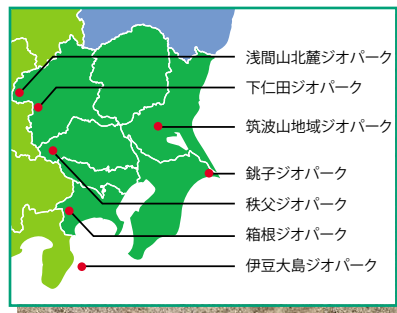 浅間山北麓ジオパーク
下仁田ジオパーク
筑波山地域ジオパーク
銚子ジオパーク
秩父ジオパーク
箱根ジオパーク
伊豆大島ジオパーク